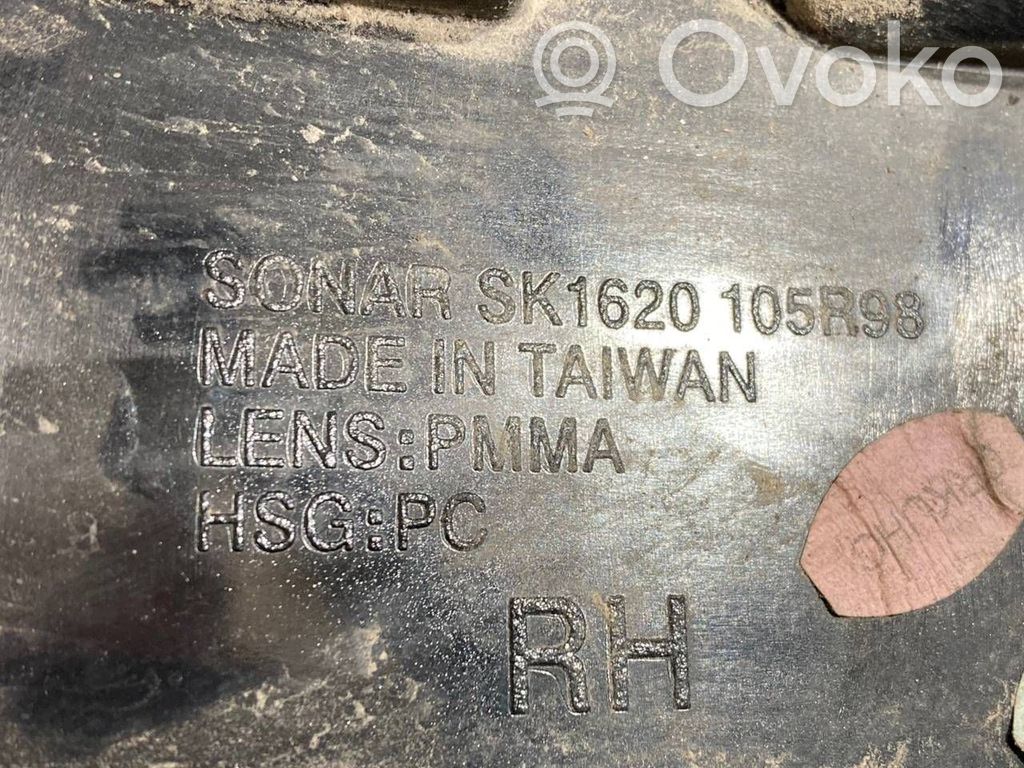 Ovoko
SONAR SK1620 105R98
MADE IN TAIWAN
LENS:PMMA
HSG:PC
RH